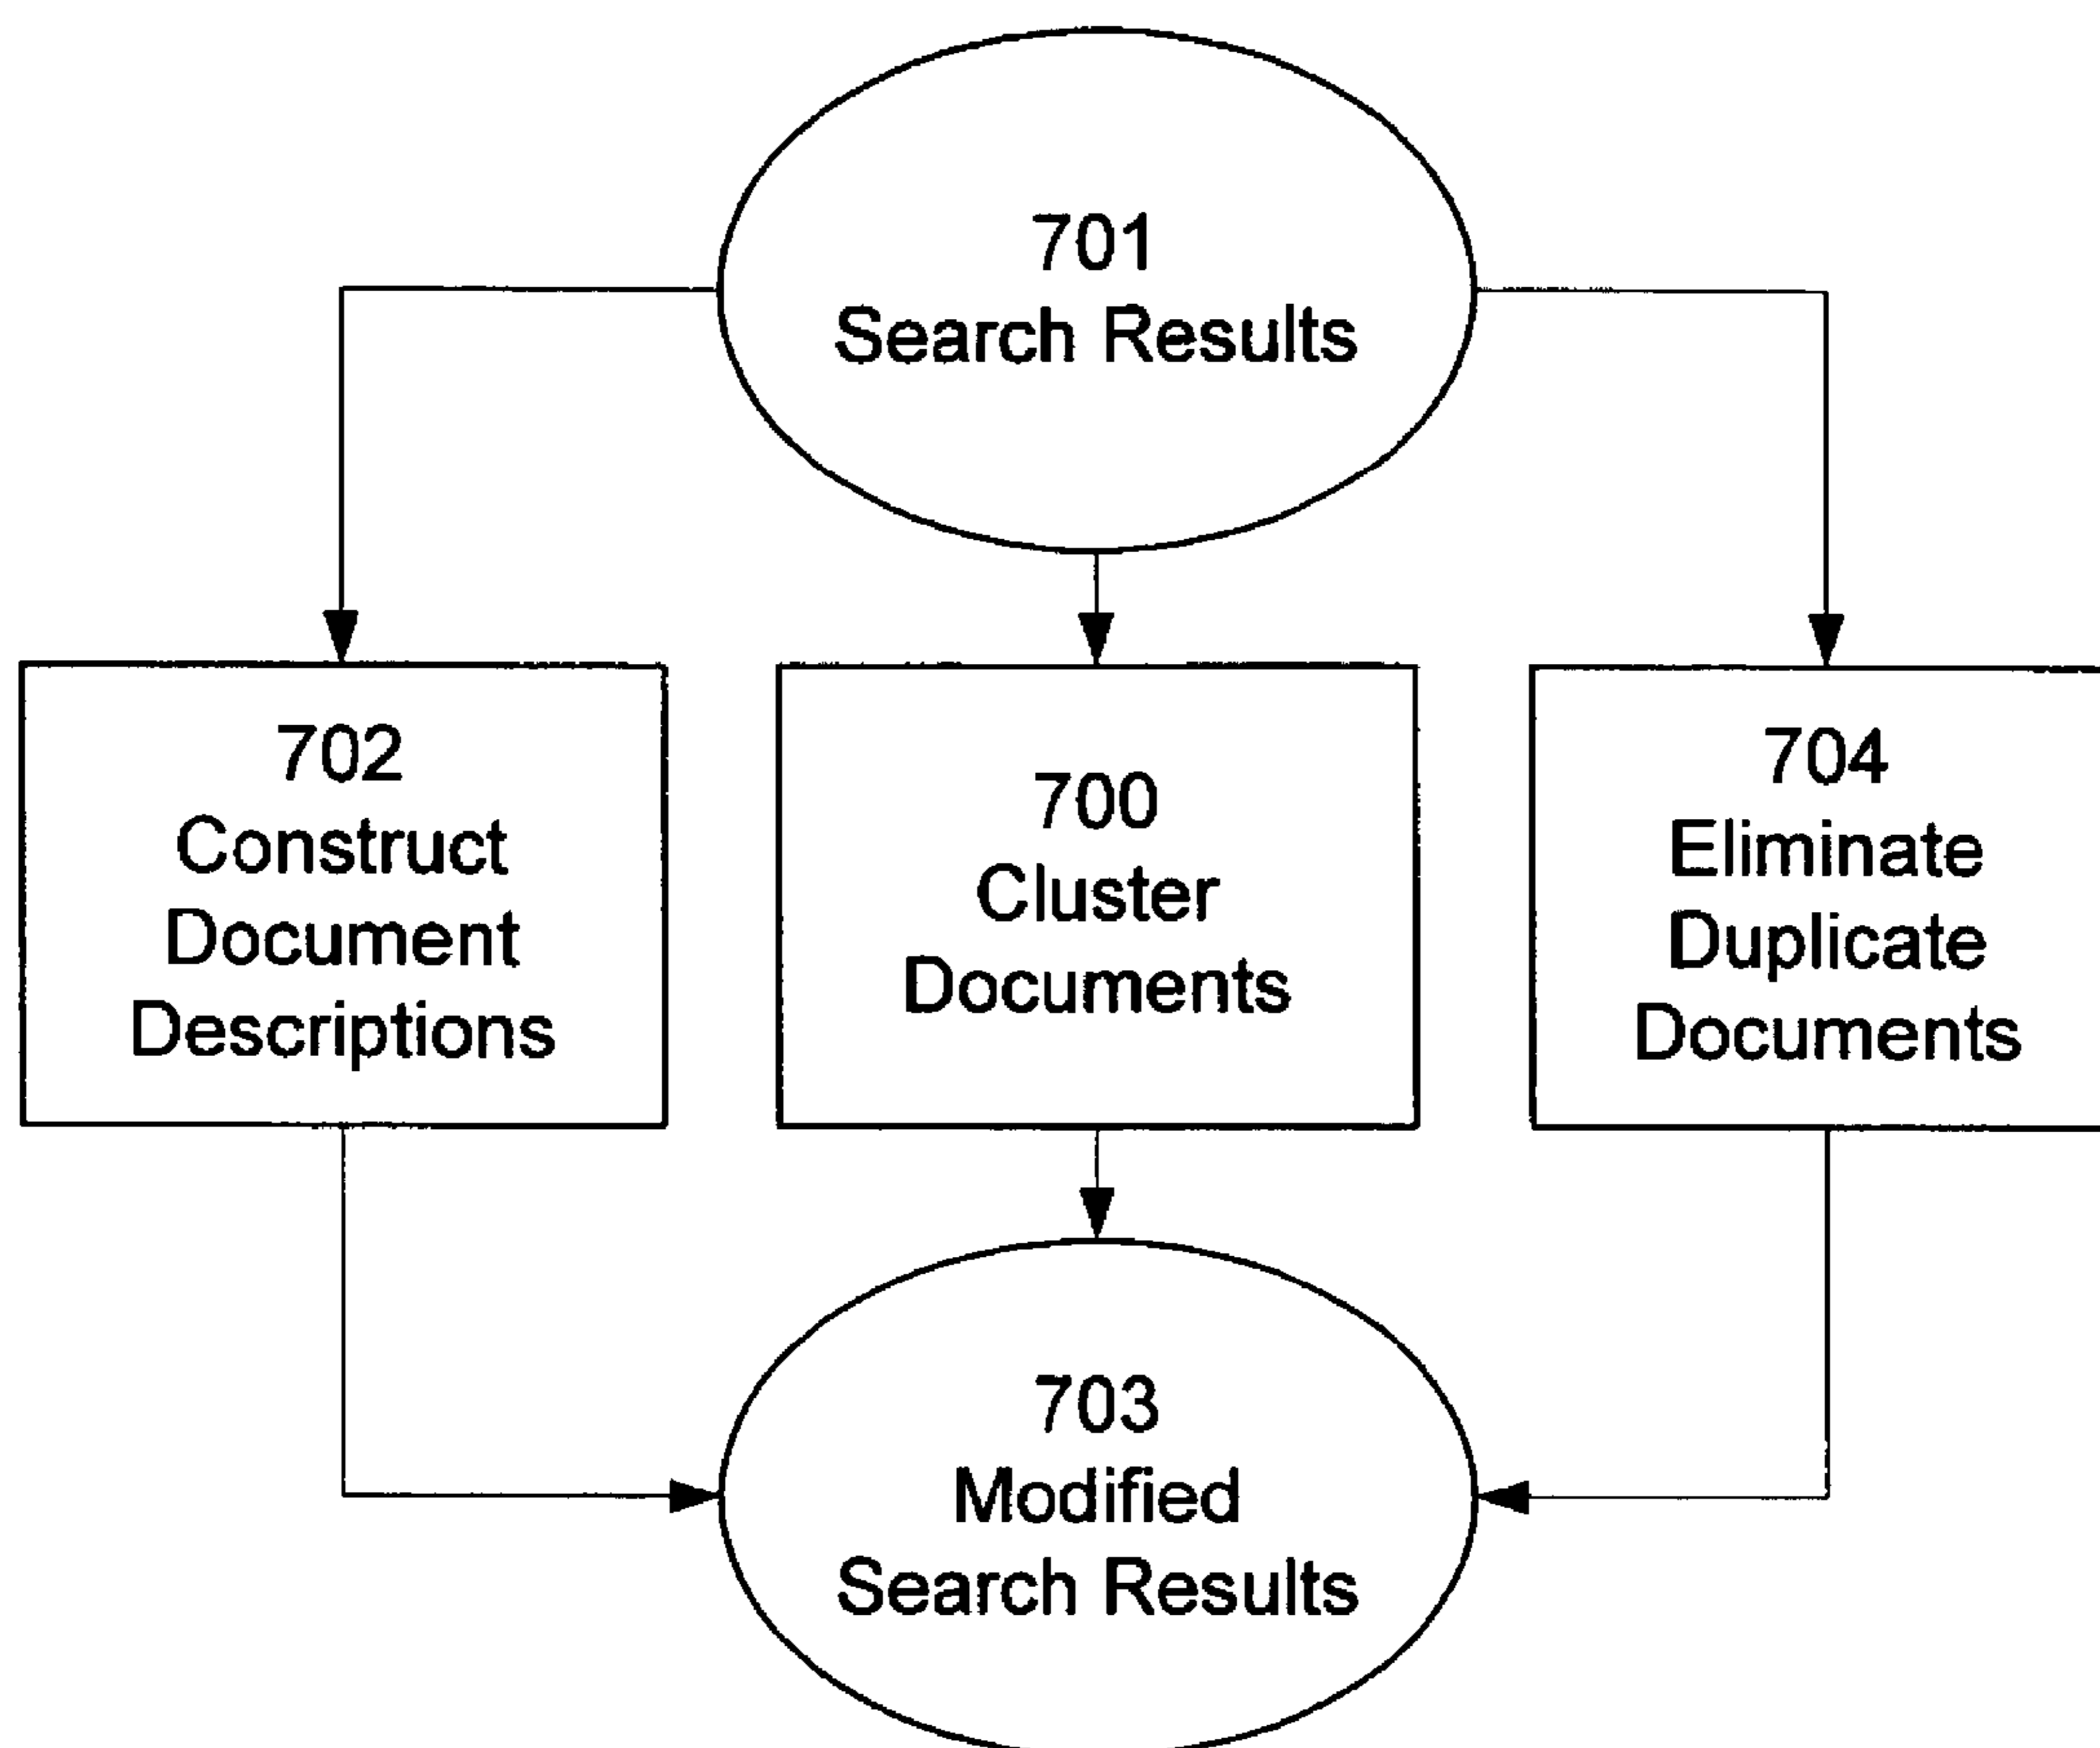 701
Search Results
702
Construct
Document
Descriptions
700
Cluster
Documents
704
Eliminate
Duplicate
Documents
703
Modified
Search Results